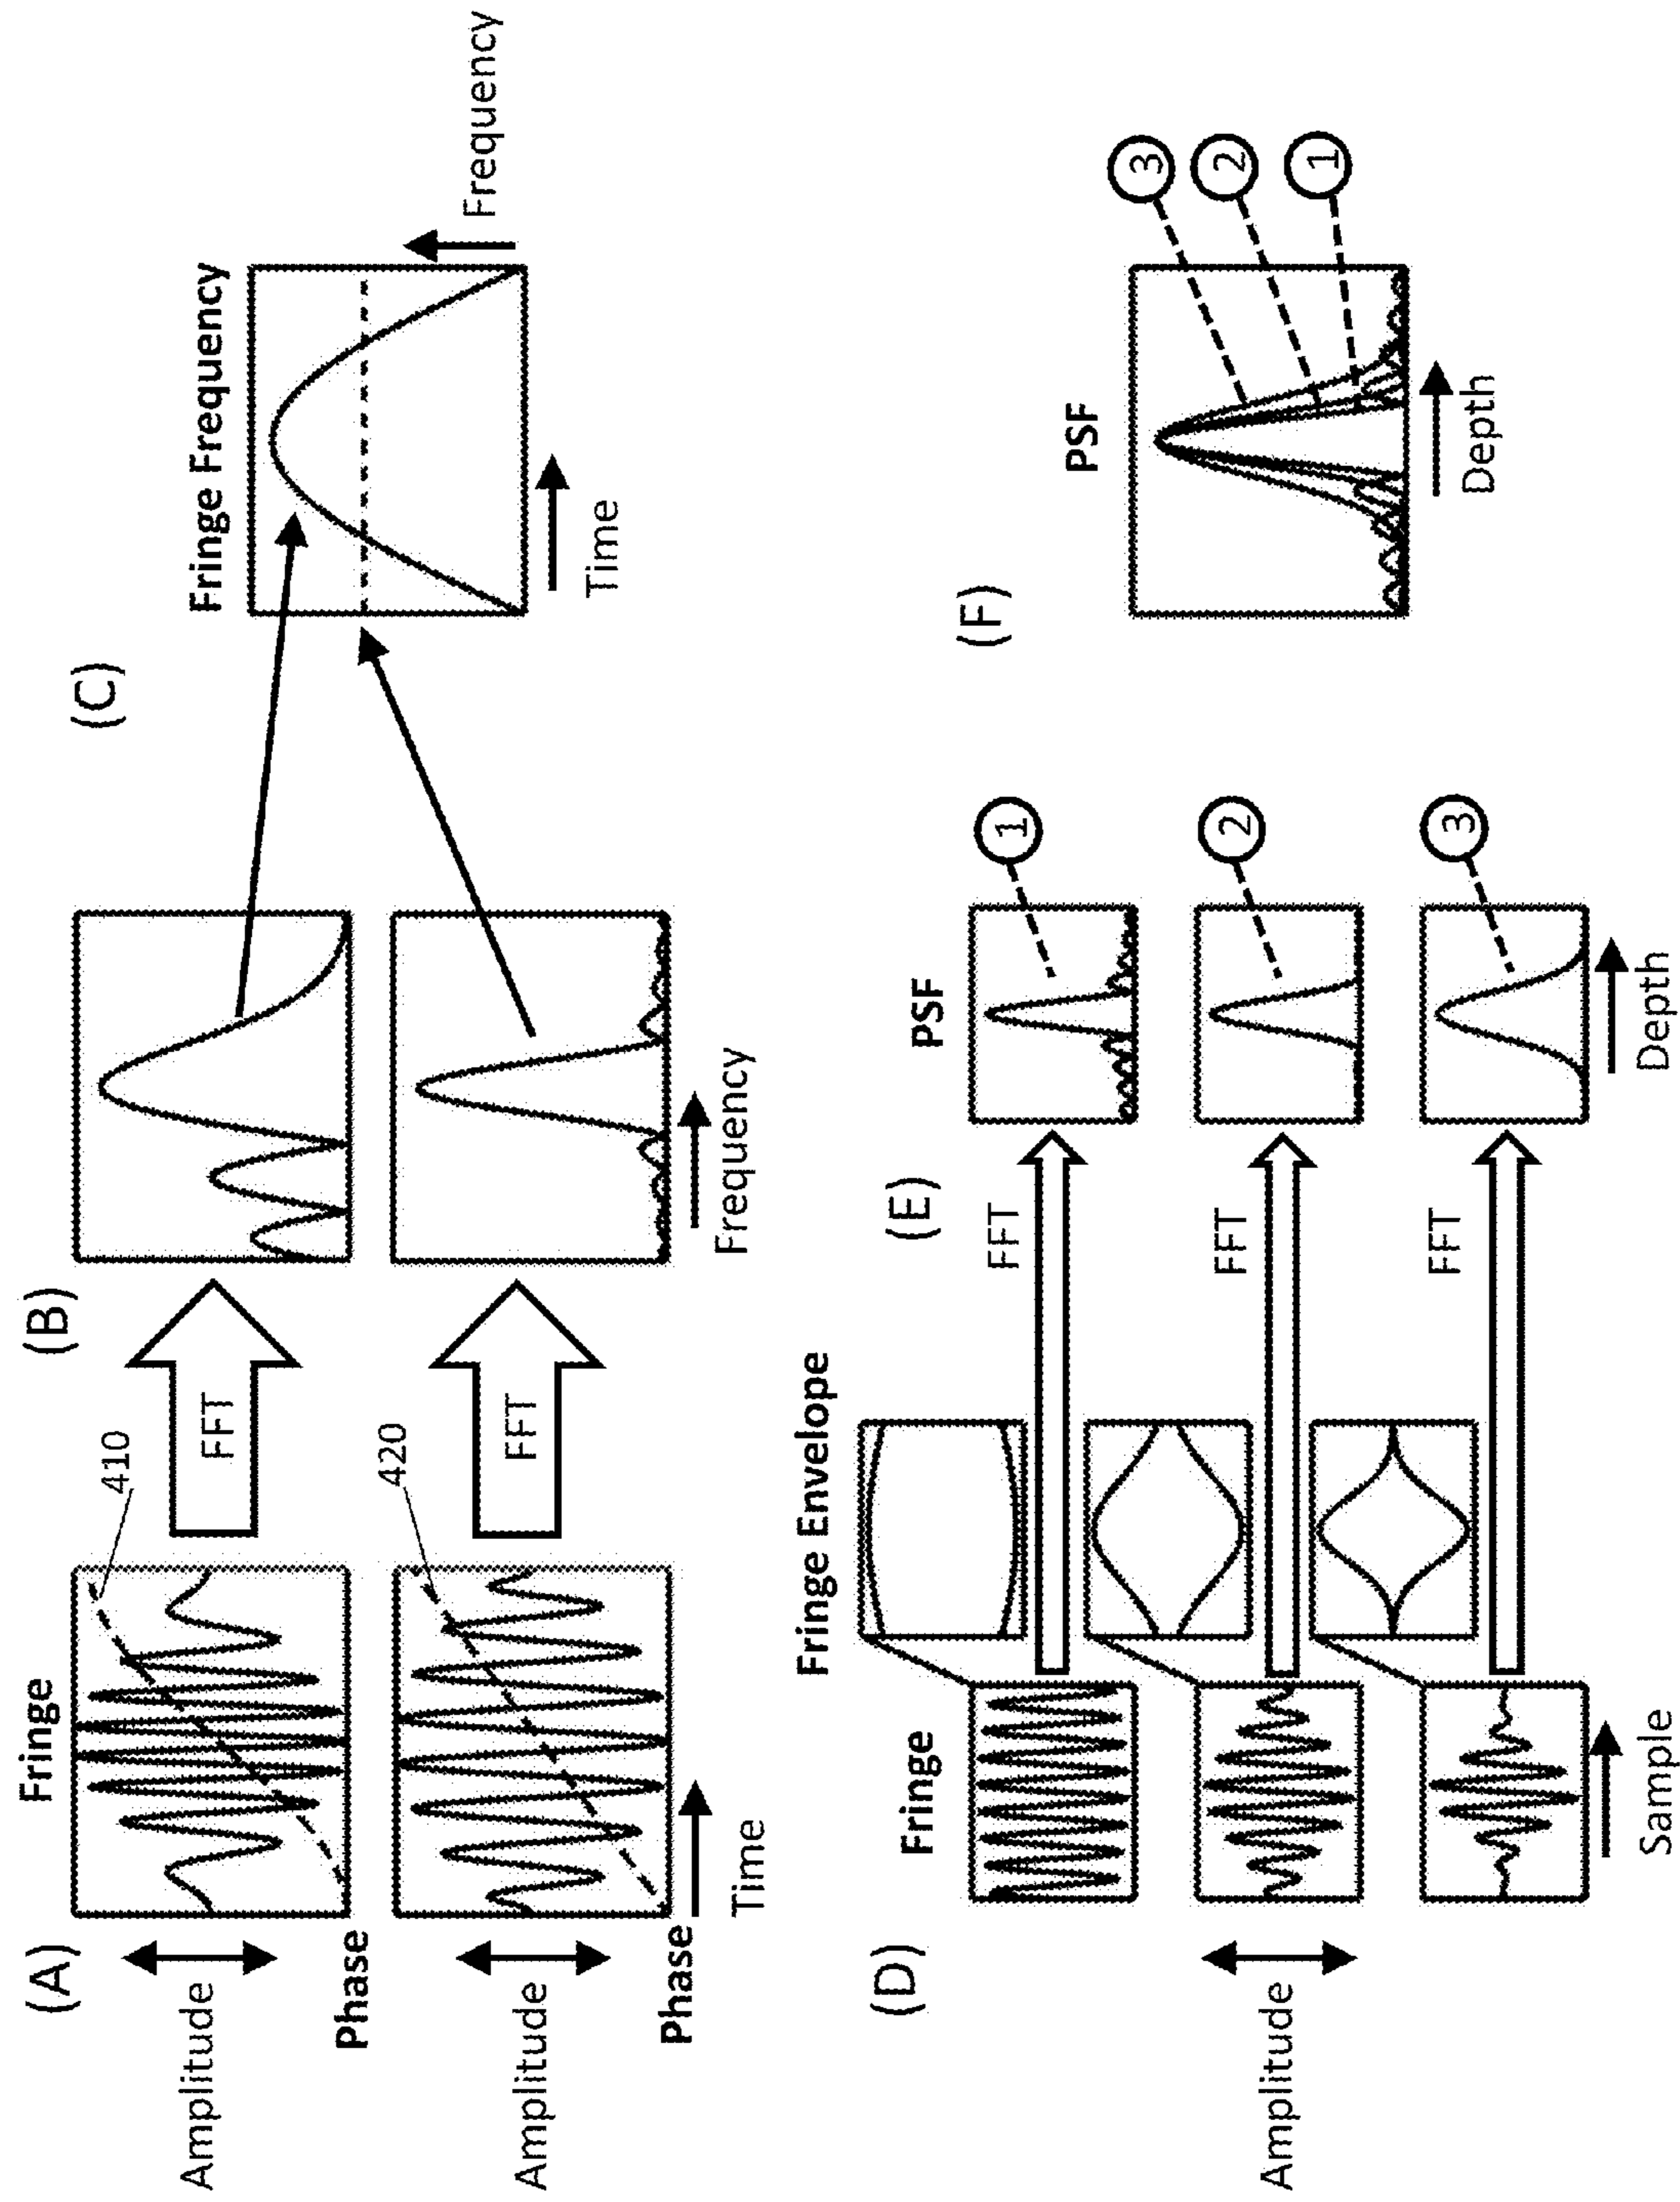 (A)
Fringe
410
Amplitude
FFT
Phase
420
Amplitude
FFT
Phase
Time
(B)
Frequency
(C)
Fringe Frequency
Frequency
Time
(D)
Fringe
Fringe Envelope
Amplitude
Sample
FFT
FFT
FFT
(E)
PSF
1
2
3
Depth
(F)
PSF
3
2
1
Depth